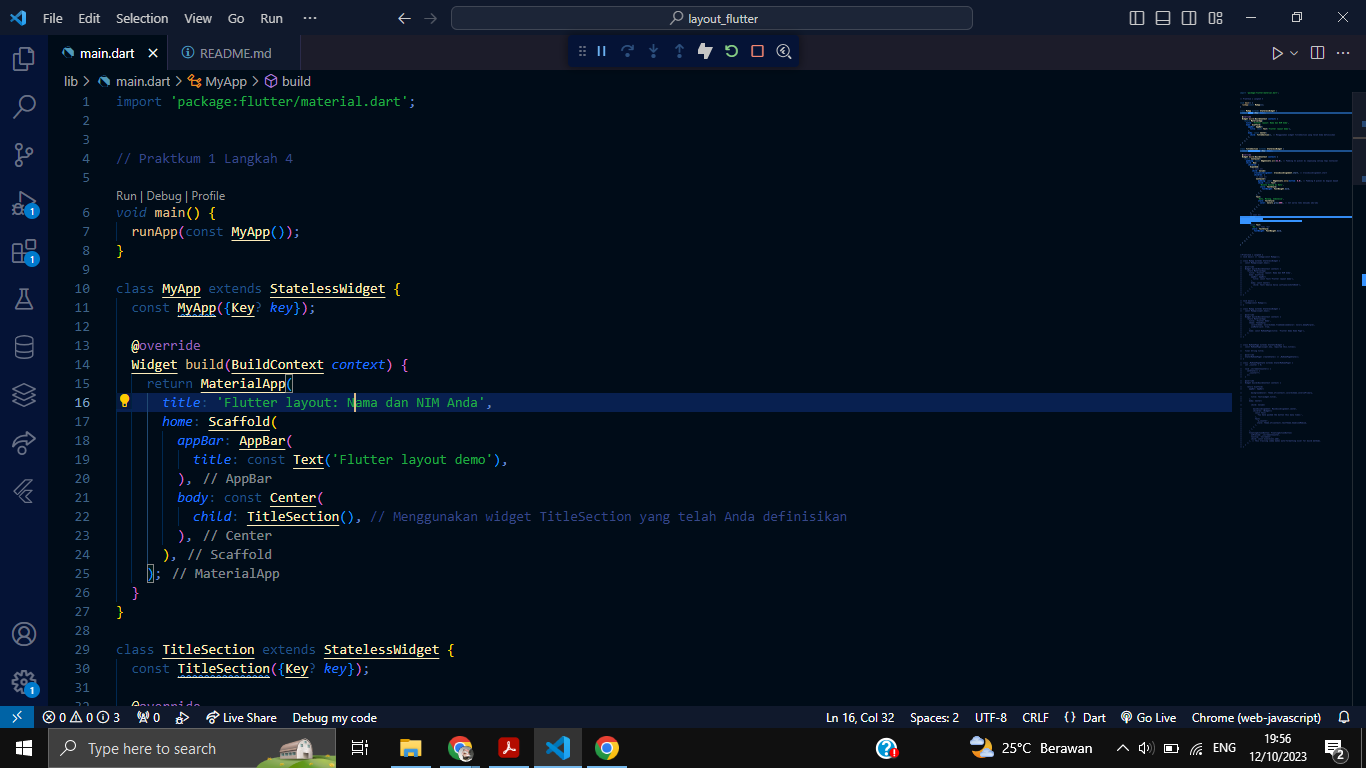 File Edit Selection View Go Run ··· layout_flutter
main.dart README.md
lib > main.dart > MyApp > build
1 import 'package:flutter/material.dart';
2
3
4 // Praktkum 1 Langkah 4
5
Run | Debug | Profile
6 void main() {
7 runApp(const MyApp());
8 }
9
10 class MyApp extends StatelessWidget {
11 const MyApp({Key? key});
12
13 @override
14 Widget build(BuildContext context) {
15 return MaterialApp(
16 title: 'Flutter layout: Nama dan NIM Anda',
17 home: Scaffold(
18 appBar: AppBar(
19 title: const Text('Flutter layout demo'),
20 ), // AppBar
21 body: const Center(
22 child: TitleSection(), // Menggunakan widget TitleSection yang telah Anda definisikan
23 ), // Center
24 ), // Scaffold
25 ); // MaterialApp
26 }
27 }
28
29 class TitleSection extends StatelessWidget {
30 const TitleSection({Key? key});
31
32 @override
0 0 3 0 Live Share Debug my code Ln 16, Col 32 Spaces: 2 UTF-8 CRLF {} Dart Go Live Chrome (web-javascript)
Type here to search 25°C Berawan ENG 19:56
12/10/2023 2